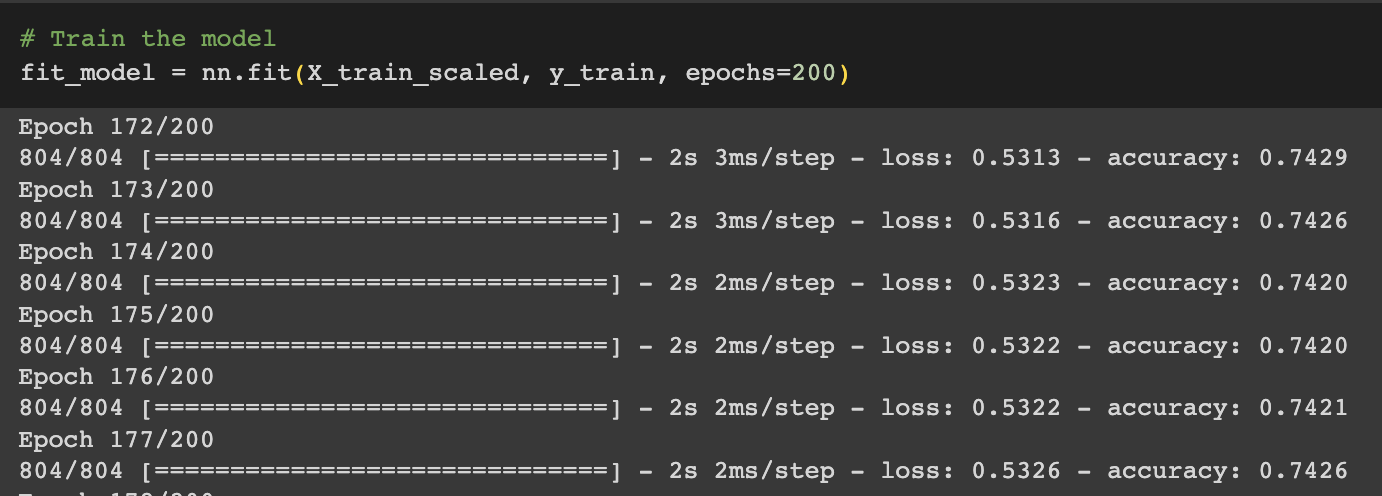 # Train the model
fit_model = nn.fit(X_train_scaled, y_train, epochs=200)
Epoch 172/200
804/804 [==============================] - 2s 3ms/step - loss: 0.5313 - accuracy: 0.7429
Epoch 173/200
804/804 [==============================] - 2s 3ms/step - loss: 0.5316 - accuracy: 0.7426
Epoch 174/200
804/804 [==============================] - 2s 2ms/step - loss: 0.5323 - accuracy: 0.7420
Epoch 175/200
804/804 [==============================] - 2s 2ms/step - loss: 0.5322 - accuracy: 0.7420
Epoch 176/200
804/804 [==============================] - 2s 2ms/step - loss: 0.5322 - accuracy: 0.7421
Epoch 177/200
804/804 [==============================] - 2s 2ms/step - loss: 0.5326 - accuracy: 0.7426